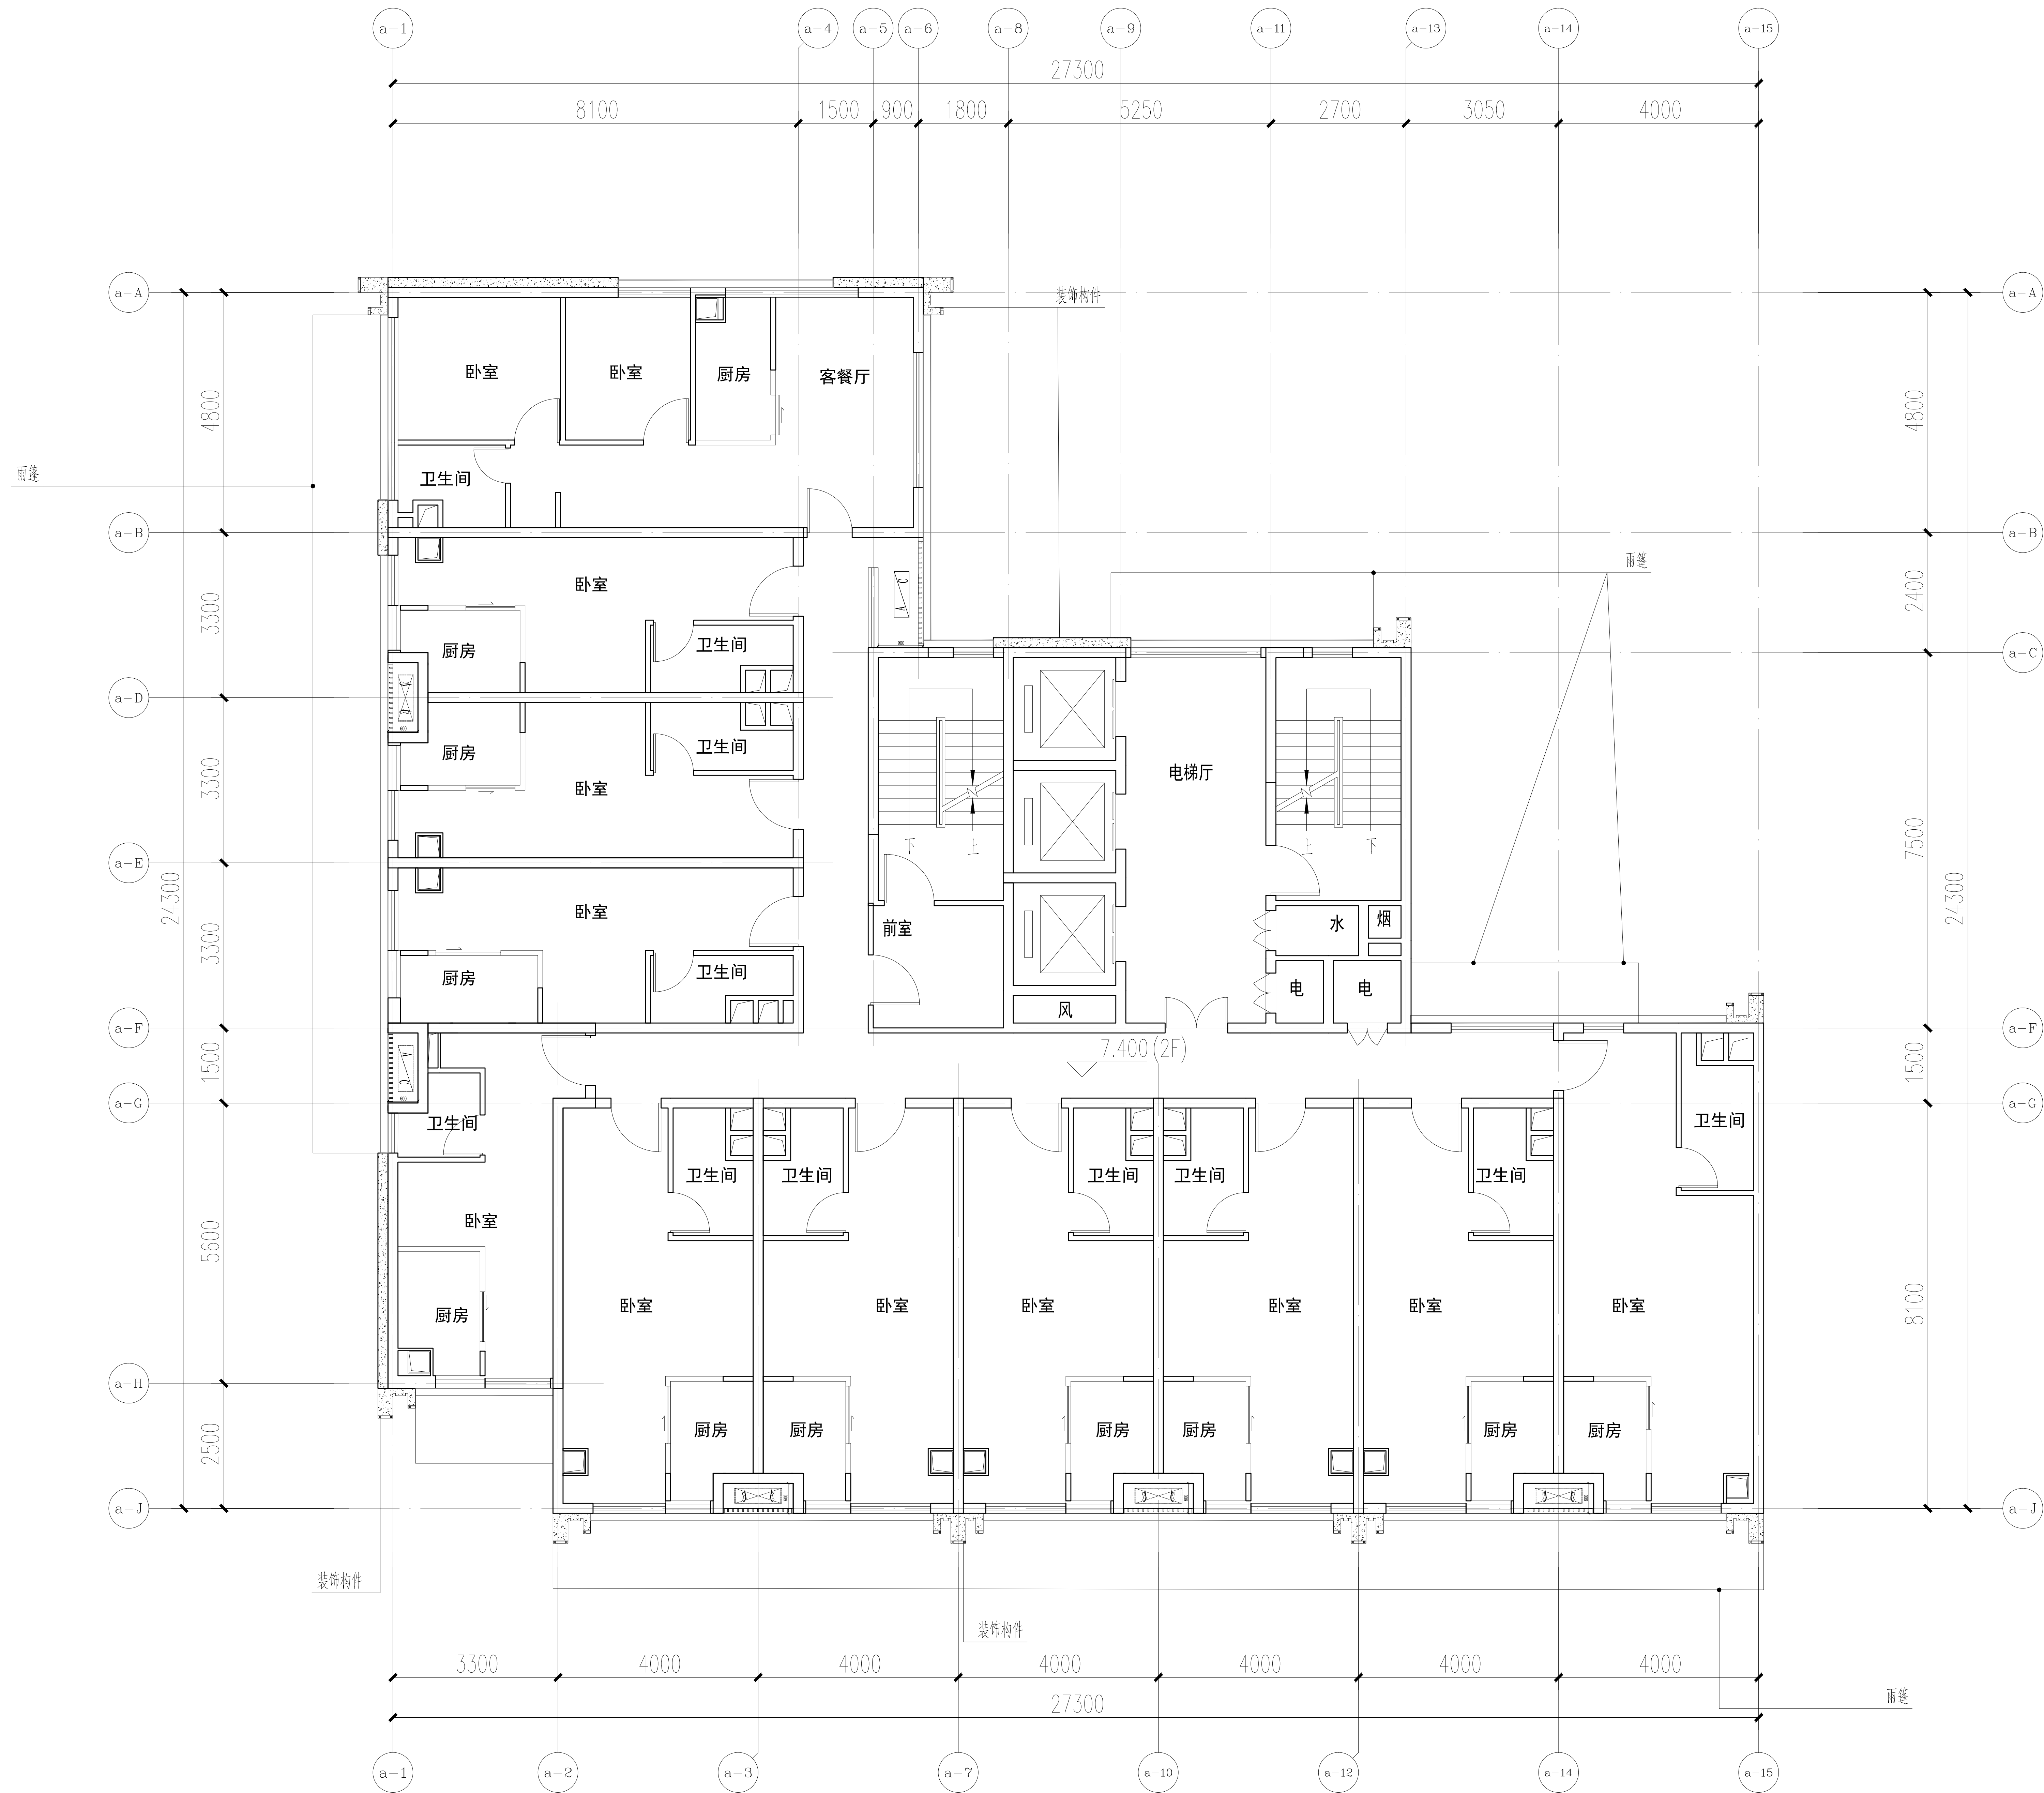 a-1
a-4
a-5
a-6
a-8
a-9
a-11
a-13
a-14
a-15
27300
8100
1500
900
1800
5250
2700
3050
4000
a-A
a-A
装饰构件
卧室
卧室
厨房
客餐厅
4800
4800
雨篷
卫生间
a-B
a-B
雨篷
卧室
A C
3300
2400
900
厨房
卫生间
a-C
A C
a-D
600
厨房
卫生间
电梯厅
3300
卧室
7500
下
上
上
下
a-E
24300
24300
卧室
前室
水
烟
3300
厨房
卫生间
电
电
风
a-F
a-F
7.400(2F)
1500
A C
600
1500
a-G
a-G
卫生间
卫生间
卫生间
卫生间
卫生间
卫生间
卫生间
卧室
5600
卧室
卧室
卧室
卧室
卧室
卧室
8100
厨房
a-H
厨房
厨房
厨房
厨房
厨房
厨房
2500
A C
A C
A C
a-J
a-J
装饰构件
装饰构件
3300
4000
4000
4000
4000
4000
4000
雨篷
27300
a-1
a-2
a-3
a-7
a-10
a-12
a-14
a-15